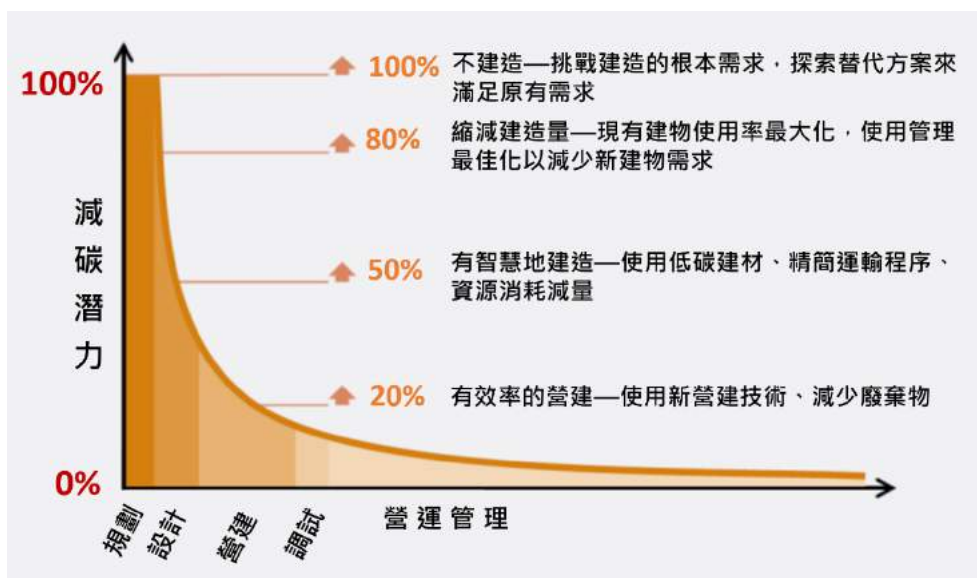 100%
減碳潛力
0%
100% 不建造—挑戰建造的根本需求，探索替代方案來
滿足原有需求
80% 縮減建造量—現有建物使用率最大化，使用管理
最佳化以減少新建物需求
50% 有智慧地建造—使用低碳建材、精簡運輸程序、
資源消耗減量
20% 有效率的營建—使用新營建技術、減少廢棄物
規劃
設計
營建
調試
營運管理